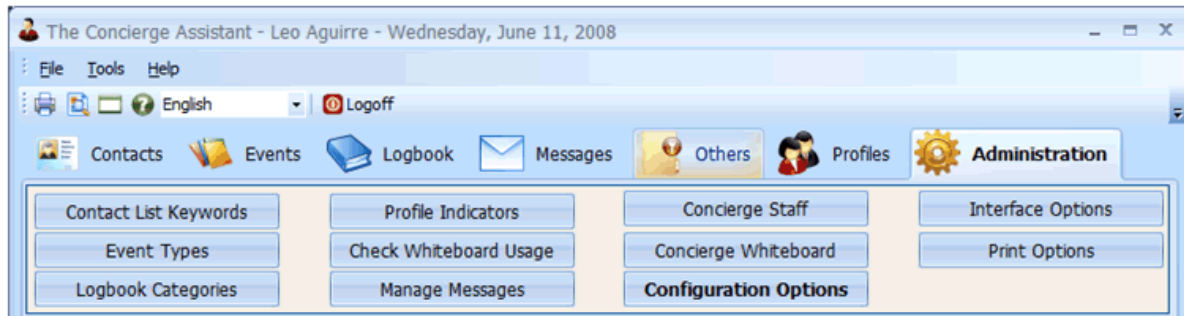 The Concierge Assistant - Leo Aguirre - Wednesday, June 11, 2008
File Tools Help
English Logoff
Contacts Events Logbook Messages Others Profiles Administration
Contact List Keywords Profile Indicators Concierge Staff Interface Options
Event Types Check Whiteboard Usage Concierge Whiteboard Print Options
Logbook Categories Manage Messages Configuration Options